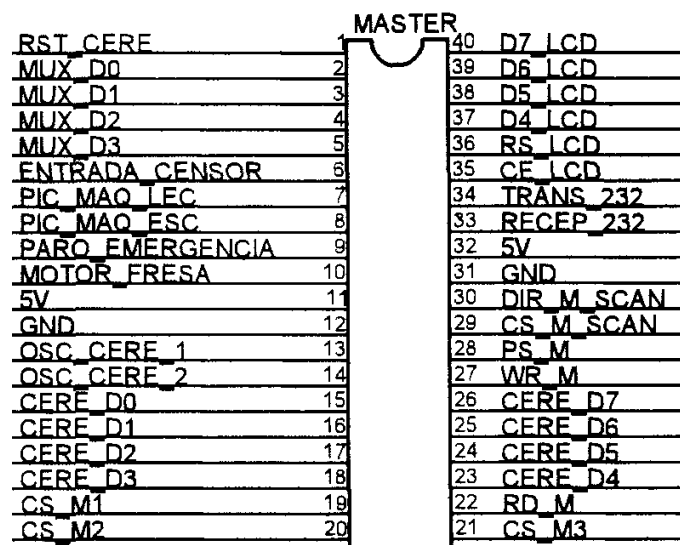 MASTER
RST_CERE 1 40 D7_LCD
MUX_D0 2 39 D6_LCD
MUX_D1 3 38 D5_LCD
MUX_D2 4 37 D4_LCD
MUX_D3 5 36 RS_LCD
ENTRADA_CENSOR 6 35 CE_LCD
PIC_MAQ_LEC 7 34 TRANS_232
PIC_MAQ_ESC 8 33 RECEP_232
PARO_EMERGENCIA 9 32 5V
MOTOR_FRESA 10 31 GND
5V 11 30 DIR_M_SCAN
GND 12 29 CS_M_SCAN
OSC_CERE_1 13 28 PS_M
OSC_CERE_2 14 27 WR_M
CERE_D0 15 26 CERE_D7
CERE_D1 16 25 CERE_D6
CERE_D2 17 24 CERE_D5
CERE_D3 18 23 CERE_D4
CS_M1 19 22 RD_M
CS_M2 20 21 CS_M3